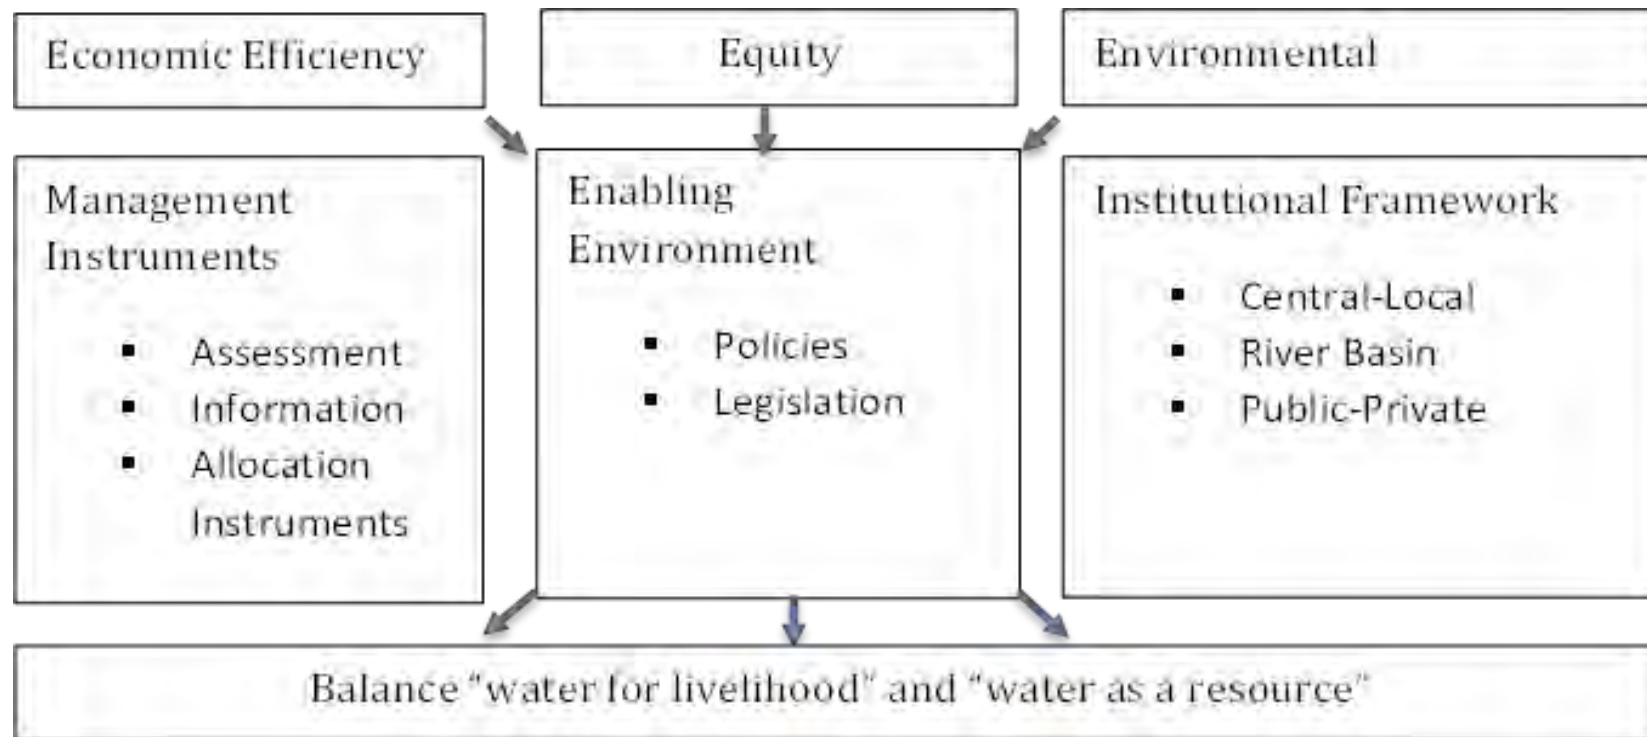 Economic Efficiency
Equity
Environmental
Management
Instruments
▪ Assessment
▪ Information
▪ Allocation
Instruments
Enabling
Environment
▪ Policies
▪ Legislation
Institutional Framework
▪ Central-Local
▪ River Basin
▪ Public-Private
Balance “water for livelihood” and “water as a resource”